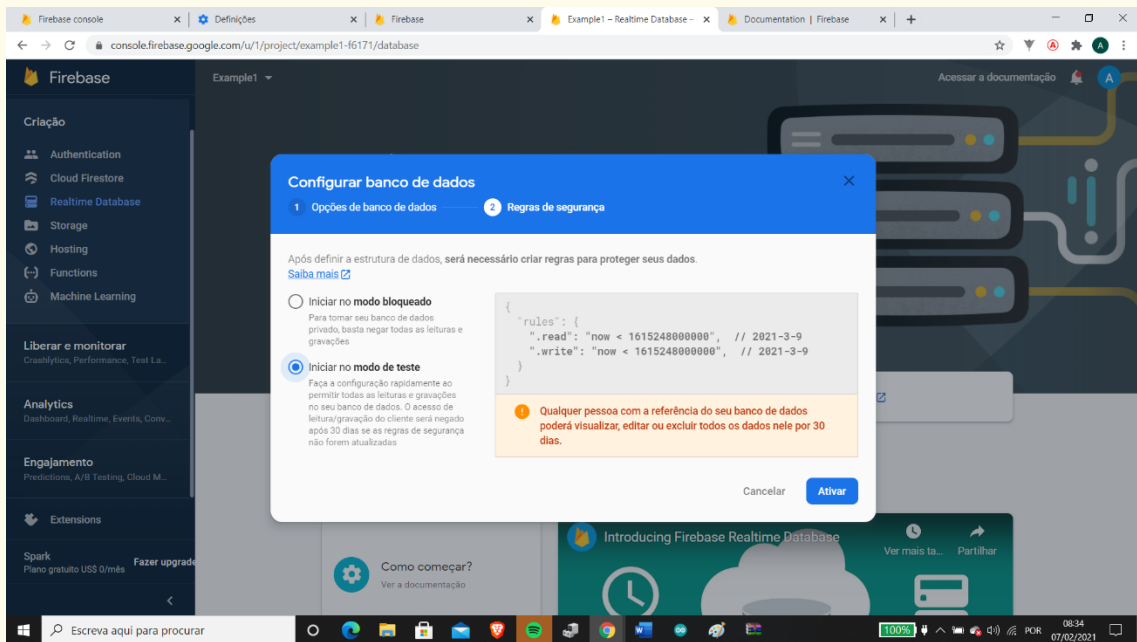 Firebase console
Definições
Firebase
Example1 – Realtime Database –
Documentation | Firebase
console.firebase.google.com/u/1/project/example1-f6171/database
A
Firebase
Example1
Acessar a documentação
A
Criação
Authentication
Cloud Firestore
Realtime Database
Storage
Hosting
Functions
Machine Learning
Liberar e monitorar
Crashlytics, Performance, Test La...
Analytics
Dashboard, Realtime, Events, Conv...
Engajamento
Predictions, A/B Testing, Cloud M...
Extensions
Spark
Plano gratuito US$ 0/mês
Fazer upgrade
Configurar banco de dados
1 Opções de banco de dados
2 Regras de segurança
Após definir a estrutura de dados, será necessário criar regras para proteger seus dados.
Saiba mais
Iniciar no modo bloqueado
Para tornar seu banco de dados
privado, basta negar todas as leituras e
gravações
Iniciar no modo de teste
Faça a configuração rapidamente ao
permitir todas as leituras e gravações
no seu banco de dados. O acesso de
leitura/gravação do cliente será negado
após 30 dias se as regras de segurança
não forem atualizadas
{
"rules": {
".read": "now < 1615248000000", // 2021-3-9
".write": "now < 1615248000000", // 2021-3-9
}
}
Qualquer pessoa com a referência do seu banco de dados
poderá visualizar, editar ou excluir todos os dados nele por 30
dias.
Cancelar
Ativar
Como começar?
Ver a documentação
Introducing Firebase Realtime Database
Ver mais ta...
Partilhar
Escreva aqui para procurar
100%
POR
08:34
07/02/2021